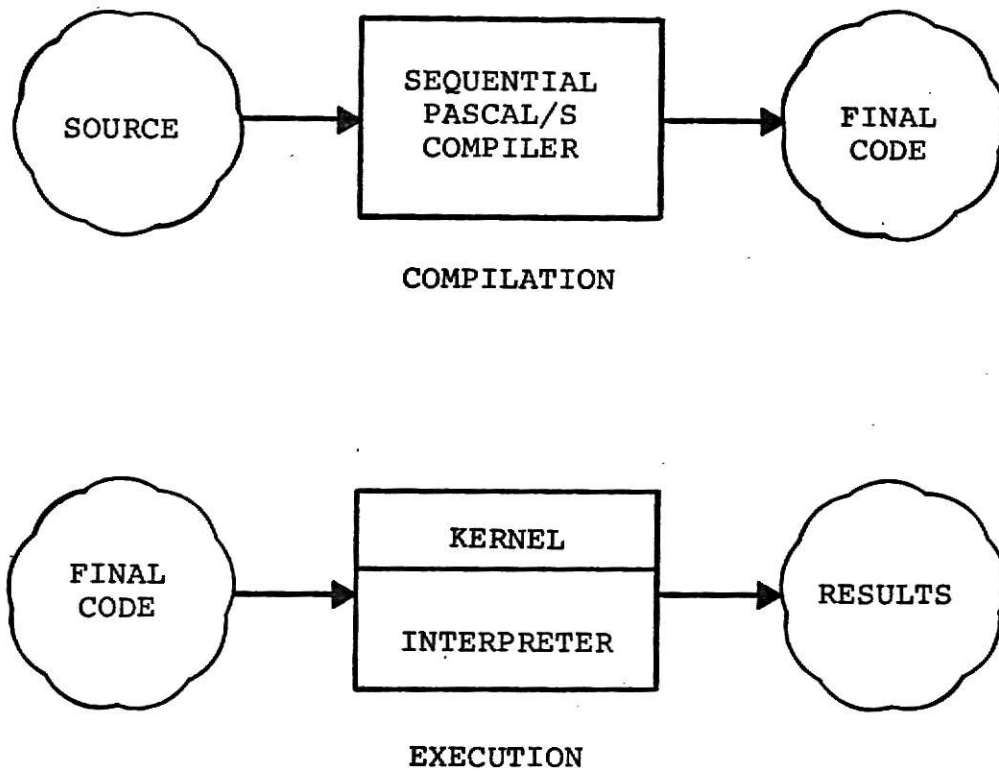 SOURCE
SEQUENTIAL
PASCAL/S
COMPILER
FINAL
CODE
COMPILATION
FINAL
CODE
KERNEL
INTERPRETER
RESULTS
EXECUTION